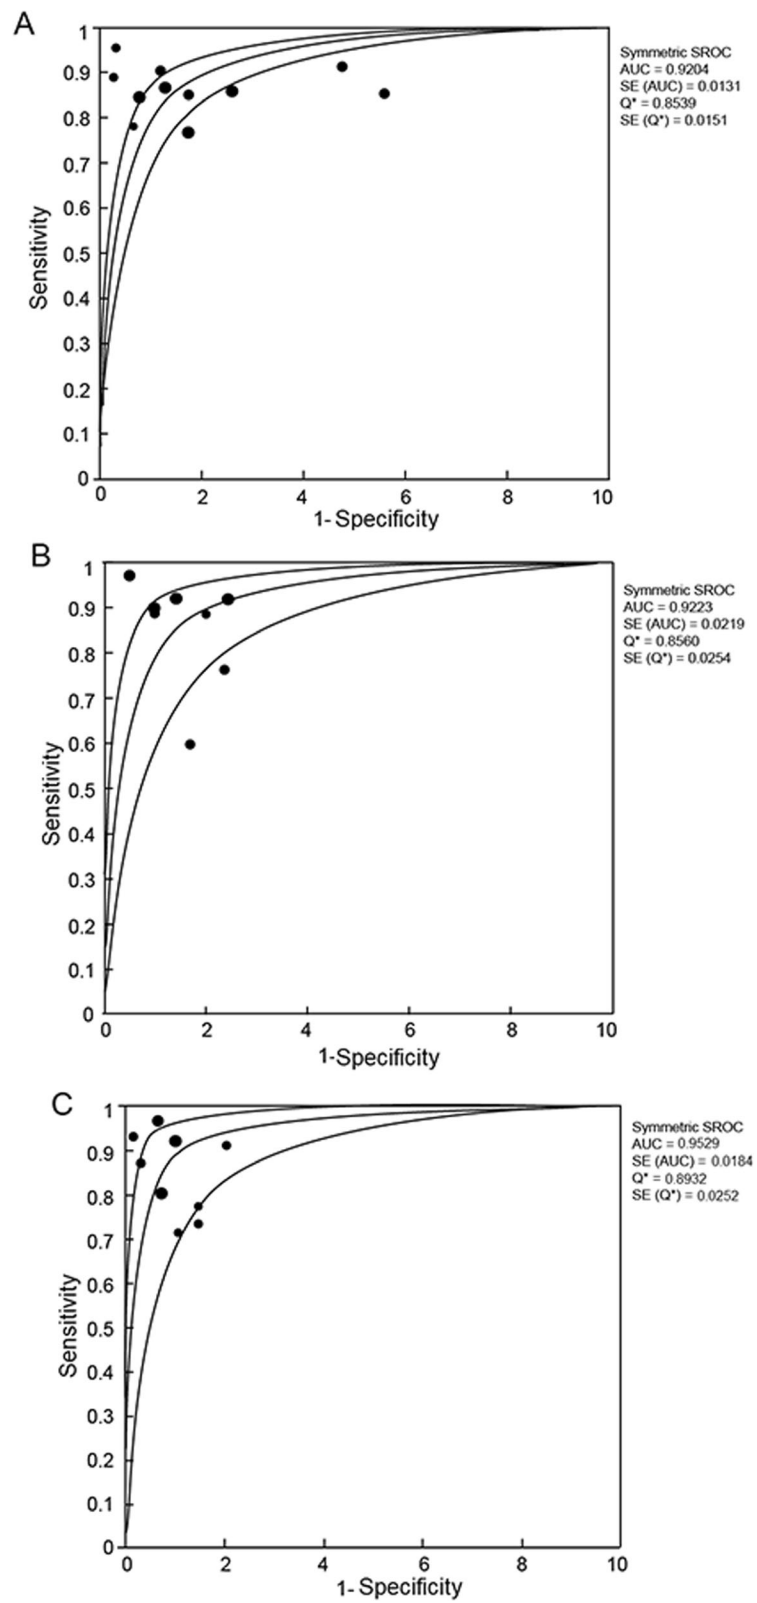 A
1
0.9
0.8
0.7
0.6
0.5
0.4
0.3
0.2
0.1
0
Sensitivity
0 2 4 6 8 10
1- Specificity
Symmetric SROC
AUC = 0.9204
SE (AUC) = 0.0131
Q* = 0.8539
SE (Q*) = 0.0151
B
1
0.9
0.8
0.7
0.6
0.5
0.4
0.3
0.2
0.1
0
Sensitivity
0 2 4 6 8 10
1-Specificity
Symmetric SROC
AUC = 0.9223
SE (AUC) = 0.0219
Q* = 0.8560
SE (Q*) = 0.0254
C
1
0.9
0.8
0.7
0.6
0.5
0.4
0.3
0.2
0.1
0
Sensitivity
0 2 4 6 8 10
1- Specificity
Symmetric SROC
AUC = 0.9529
SE (AUC) = 0.0184
Q* = 0.8932
SE (Q*) = 0.0252